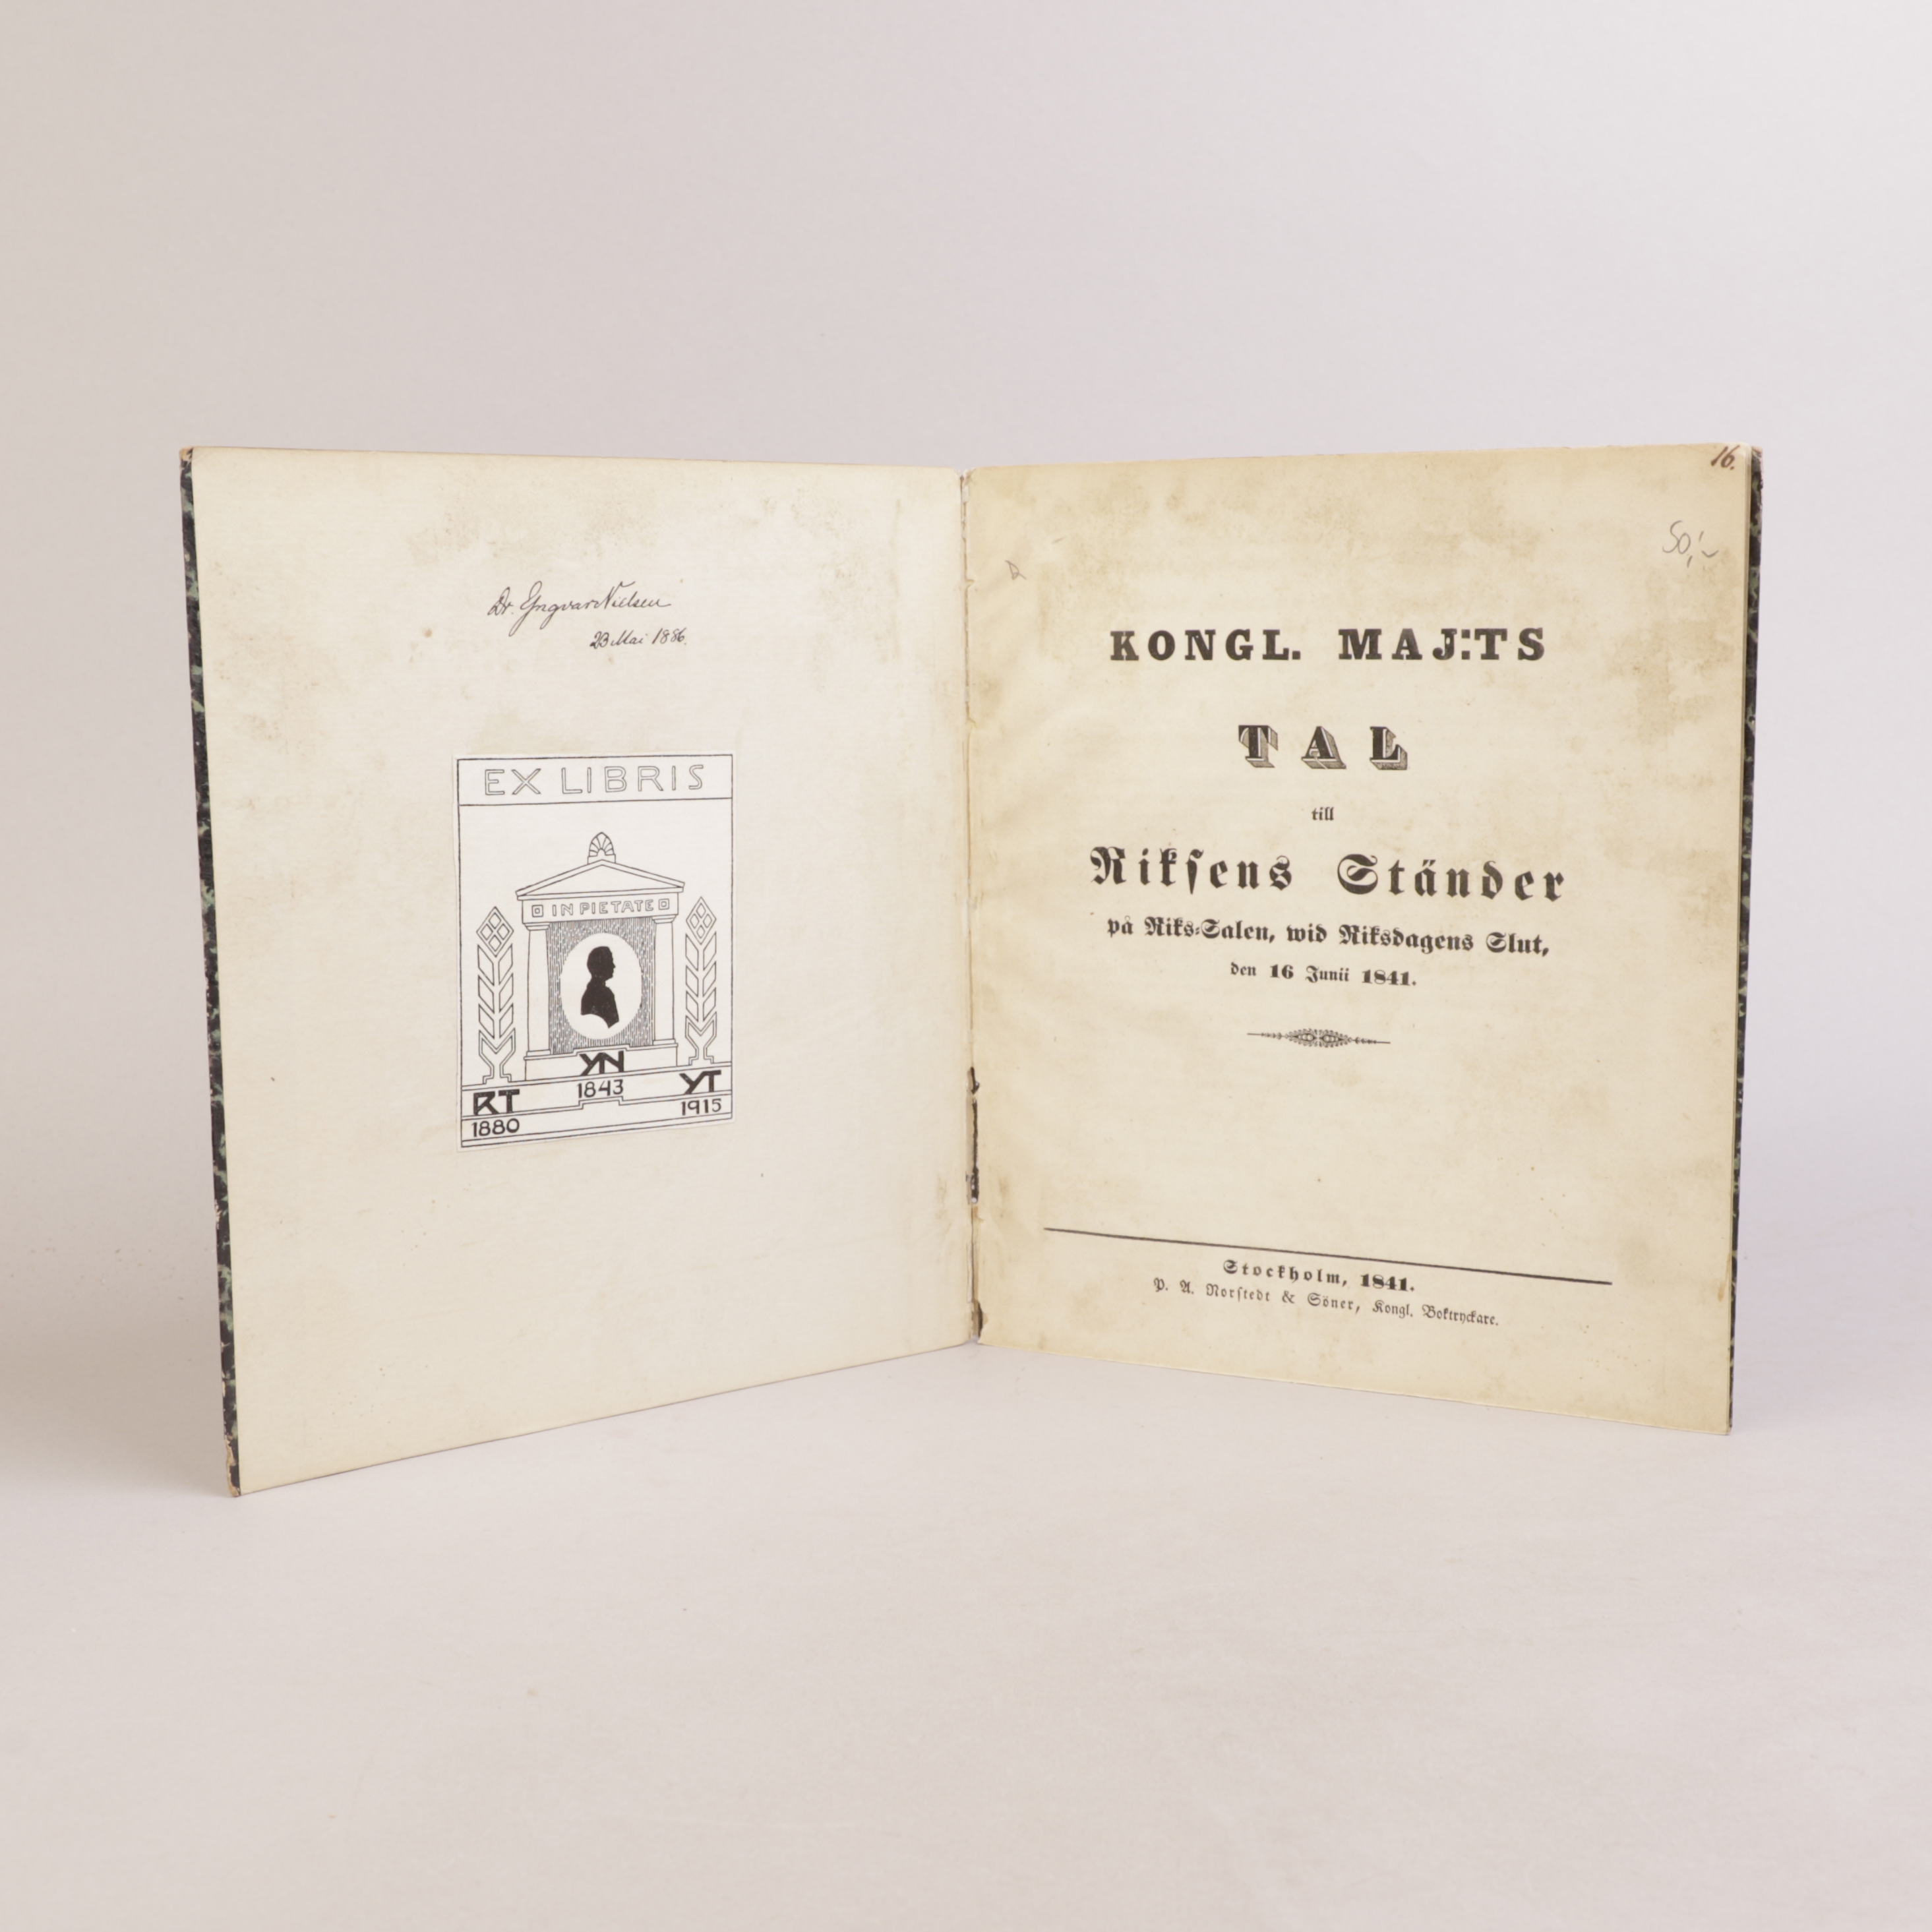 Dr. Yngvar Nielsen
23 Mai 1886.
EX LIBRIS
IN PIETATE
YN
1843
RT
1880
YT
1915
16.
50,-
KONGL. MAJ:TS
TAL
till
Riksens Ständer
på Riks-Salen, wid Riksdagens Slut,
den 16 Junii 1841.
Stockholm, 1841.
P. A. Norstedt & Söner, Kongl. Boktryckare.